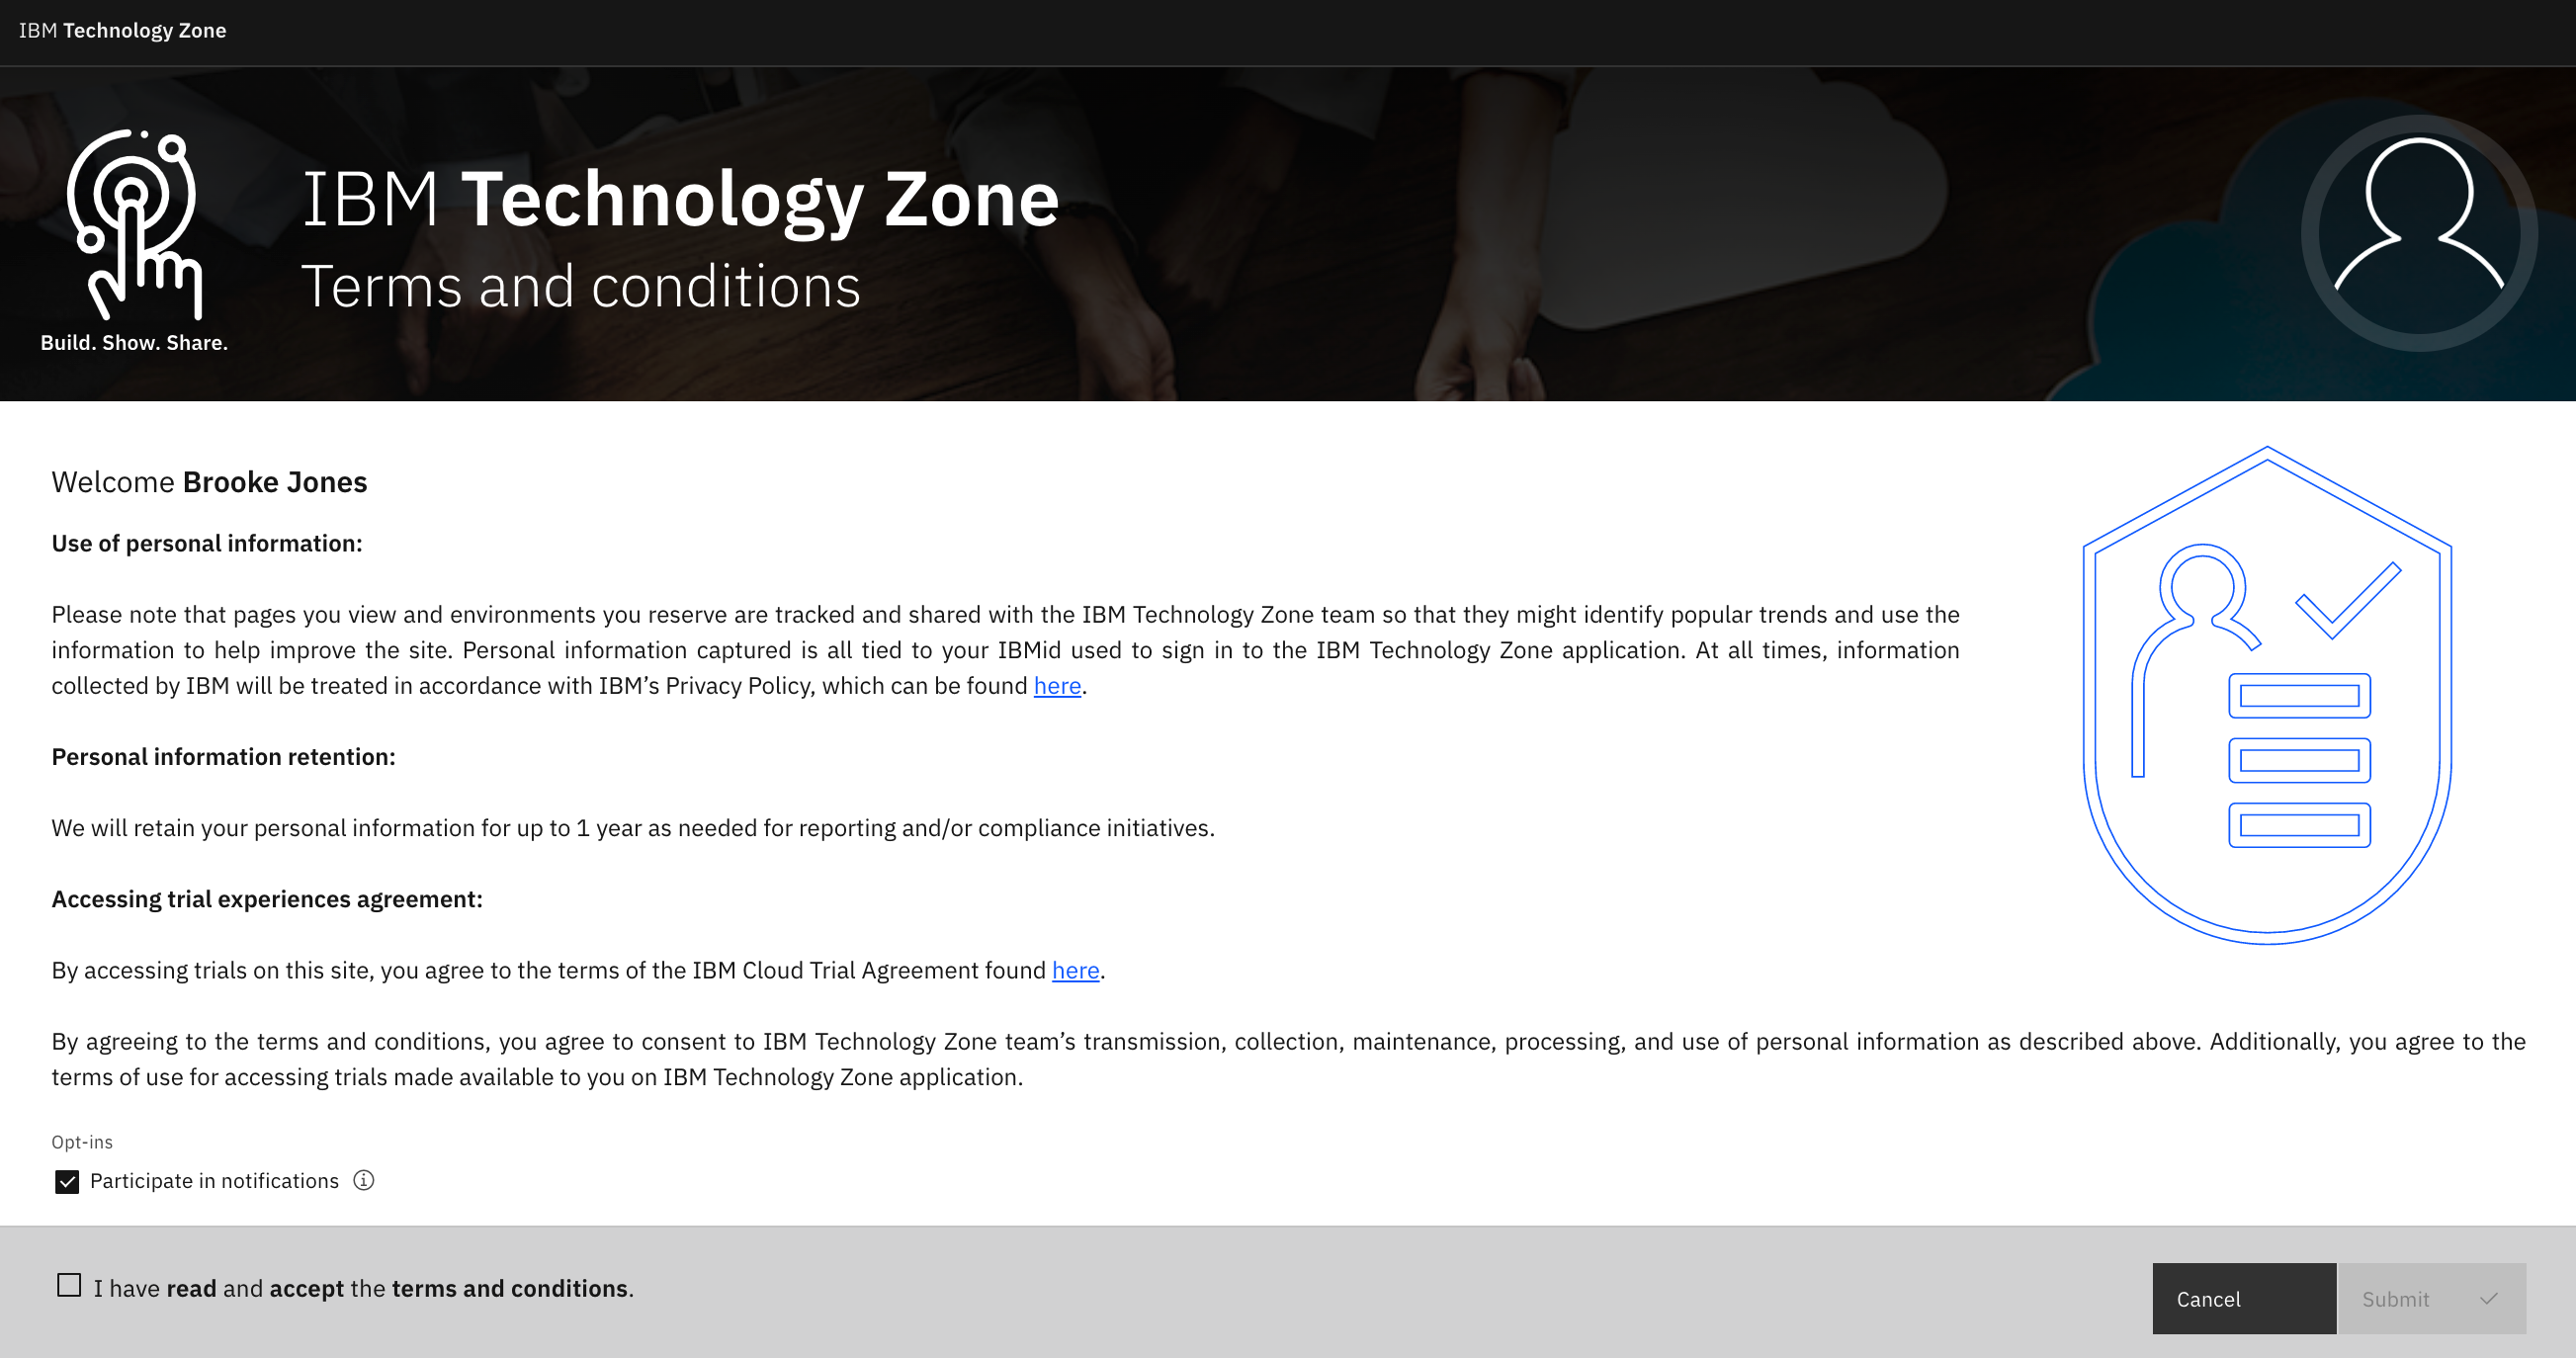 IBM Technology Zone
IBM Technology Zone
Terms and conditions
Build. Show. Share.
Welcome Brooke Jones
Use of personal information:
Please note that pages you view and environments you reserve are tracked and shared with the IBM Technology Zone team so that they might identify popular trends and use the
information to help improve the site. Personal information captured is all tied to your IBMid used to sign in to the IBM Technology Zone application. At all times, information
collected by IBM will be treated in accordance with IBM’s Privacy Policy, which can be found here.
Personal information retention:
We will retain your personal information for up to 1 year as needed for reporting and/or compliance initiatives.
Accessing trial experiences agreement:
By accessing trials on this site, you agree to the terms of the IBM Cloud Trial Agreement found here.
By agreeing to the terms and conditions, you agree to consent to IBM Technology Zone team’s transmission, collection, maintenance, processing, and use of personal information as described above. Additionally, you agree to the
terms of use for accessing trials made available to you on IBM Technology Zone application.
Opt-ins
Participate in notifications
I have read and accept the terms and conditions.
Cancel
Submit